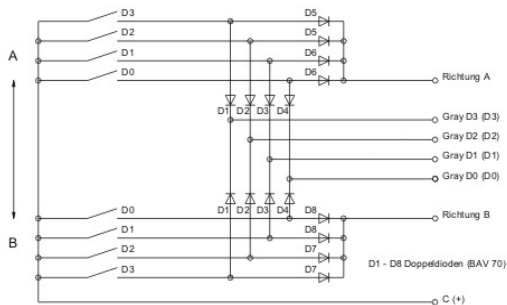 D3 D5
D2 D5
A
D1 D6
D0 D6
Richtung A
D1 D2 D3 D4
Gray D3 (D3)
Gray D2 (D2)
Gray D1 (D1)
Gray D0 (D0)
D1 D2 D3 D4
D0 D8
Richtung B
D1 D8
B
D2 D7
D1 - D8 Doppeldioden (BAV 70)
D3 D7
C (+)